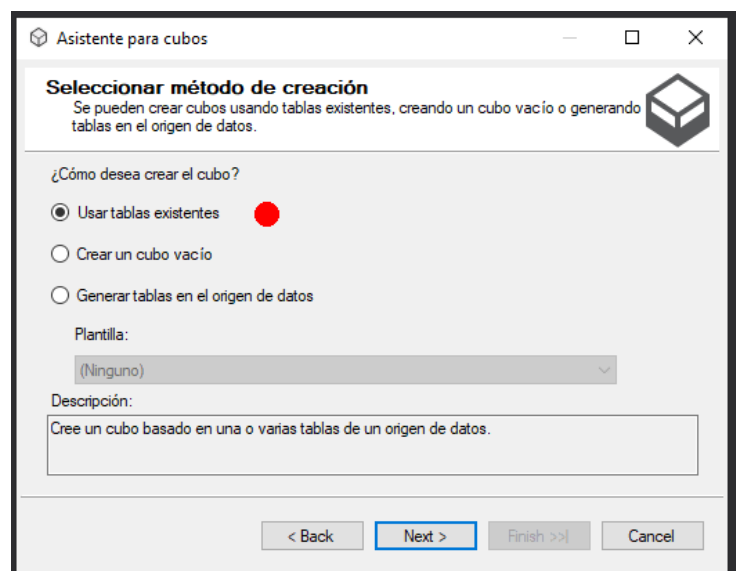 Asistente para cubos
Seleccionar método de creación
Se pueden crear cubos usando tablas existentes, creando un cubo vacío o generando
tablas en el origen de datos.
¿Cómo desea crear el cubo?
Usar tablas existentes
Crear un cubo vacío
Generar tablas en el origen de datos
Plantilla:
(Ninguno)
Descripción:
Cree un cubo basado en una o varias tablas de un origen de datos.
< Back Next > Finish >>| Cancel